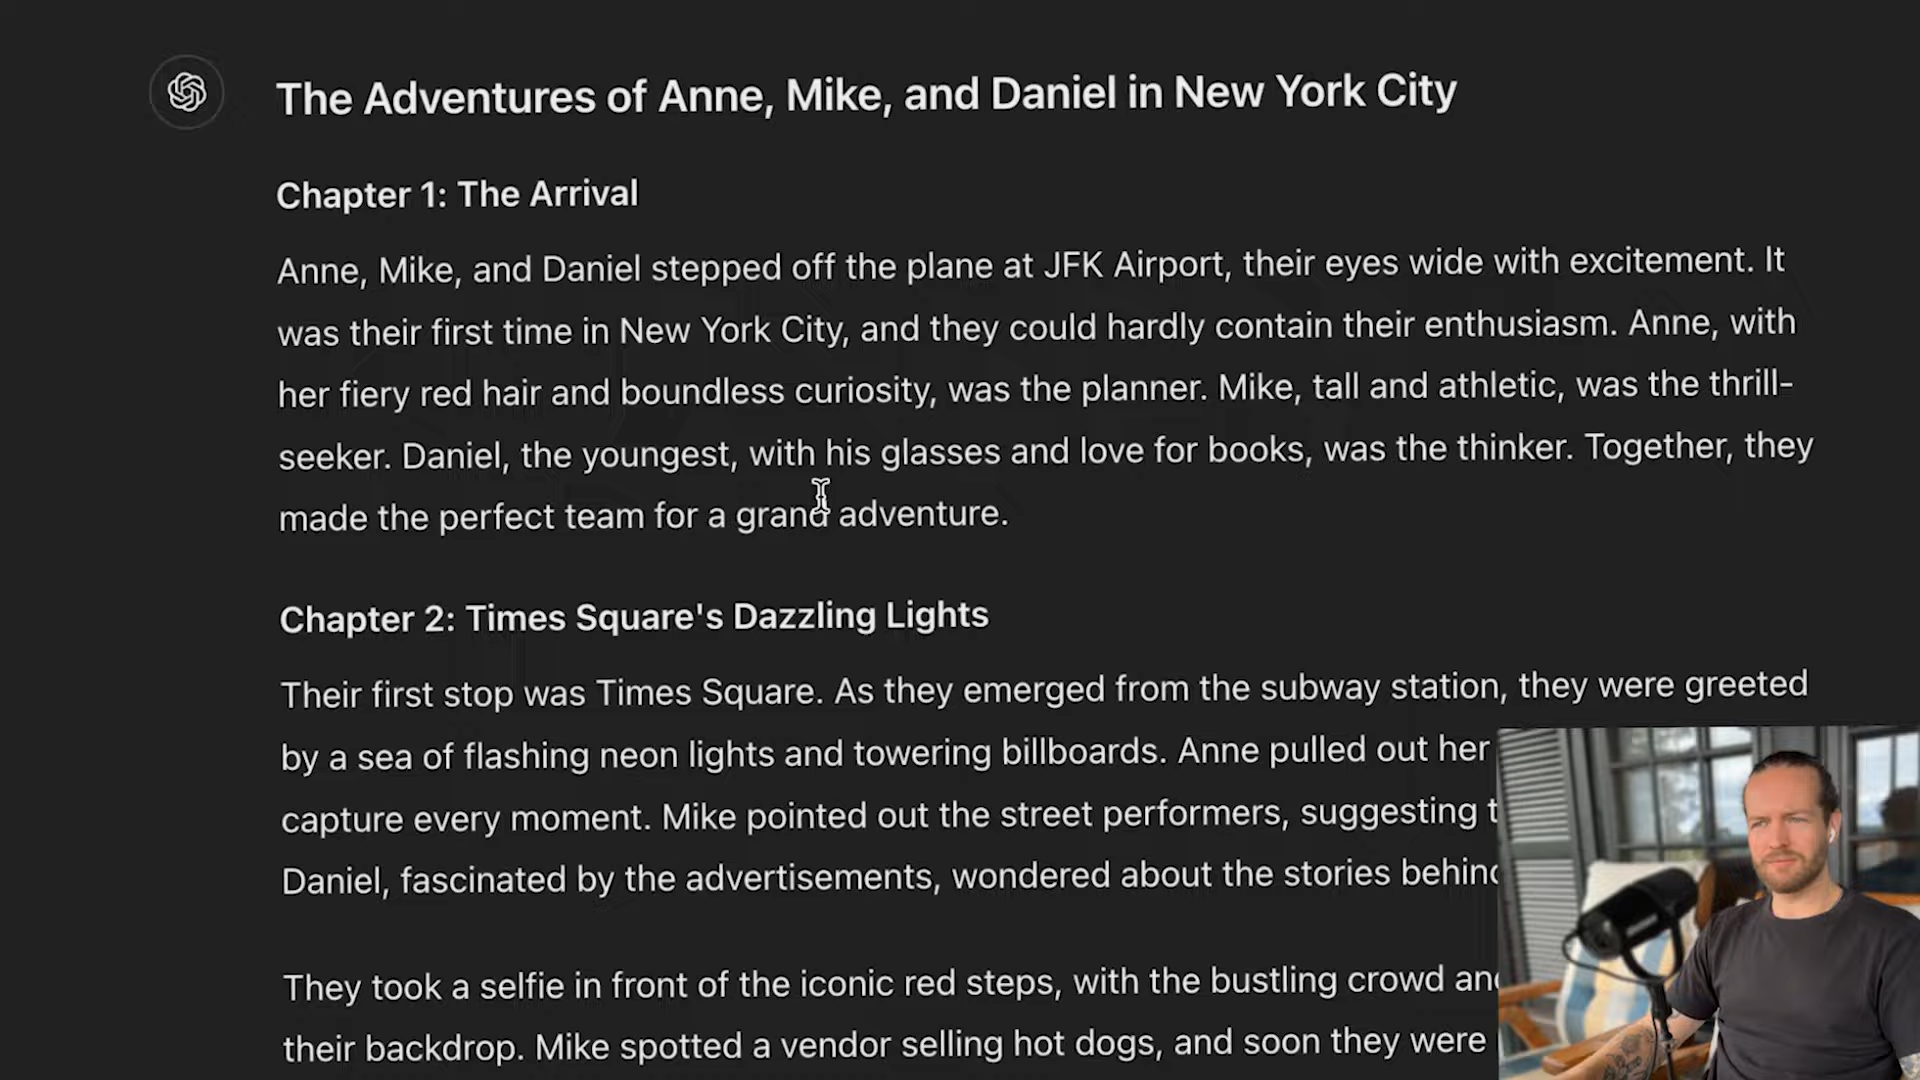 The Adventures of Anne, Mike, and Daniel in New York City
Chapter 1: The Arrival
Anne, Mike, and Daniel stepped off the plane at JFK Airport, their eyes wide with excitement. It
was their first time in New York City, and they could hardly contain their enthusiasm. Anne, with
her fiery red hair and boundless curiosity, was the planner. Mike, tall and athletic, was the thrill-
seeker. Daniel, the youngest, with his glasses and love for books, was the thinker. Together, they
made the perfect team for a grand adventure.
Chapter 2: Times Square's Dazzling Lights
Their first stop was Times Square. As they emerged from the subway station, they were greeted
by a sea of flashing neon lights and towering billboards. Anne pulled out her
capture every moment. Mike pointed out the street performers, suggesting
Daniel, fascinated by the advertisements, wondered about the stories
They took a selfie in front of the iconic red steps, with the bustling crowd
their backdrop. Mike spotted a vendor selling hot dogs, and soon they were